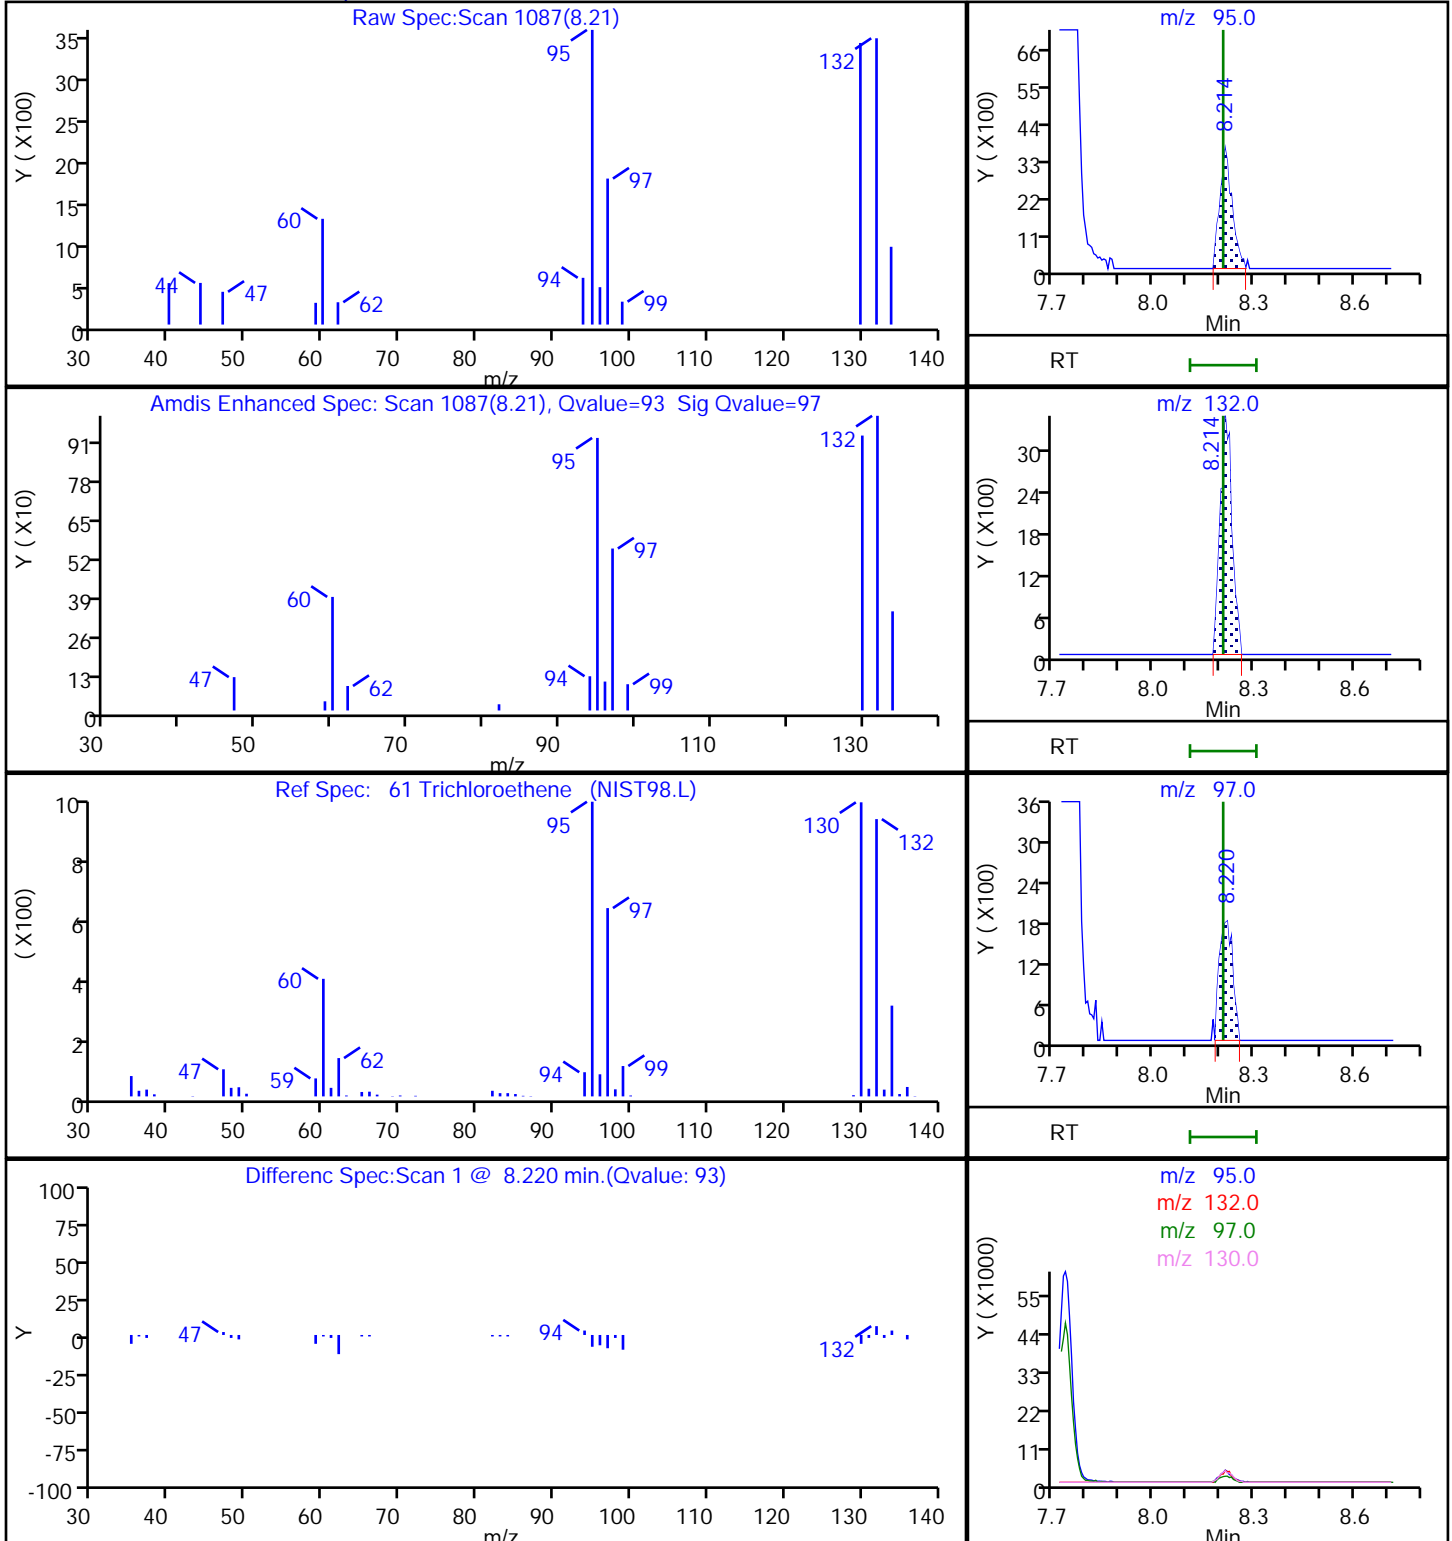 Raw Spec:Scan 1087(8.21)
Y ( X100)
35
30
25
20
15
10
5
0
44
47
60
62
94
95
97
99
132
30 40 50 60 70 80 90 100 110 120 130 140
m/z
m/z 95.0
Y ( X100)
66
55
44
33
22
11
0
8.214
7.7 8.0 8.3 8.6
Min
RT
Amdis Enhanced Spec: Scan 1087(8.21), Qvalue=93 Sig Qvalue=97
Y ( X10)
91
78
65
52
39
26
13
0
47
60
62
94
95
97
99
132
30 50 70 90 110 130
m/z
m/z 132.0
Y ( X100)
30
24
18
12
6
0
8.214
7.7 8.0 8.3 8.6
Min
RT
Ref Spec: 61 Trichloroethene (NIST98.L)
( X100)
10
8
6
4
2
0
47
59
60
62
94
95
97
99
130
132
30 40 50 60 70 80 90 100 110 120 130 140
m/z 97.0
Y ( X100)
36
30
24
18
12
6
0
8.220
7.7 8.0 8.3 8.6
Min
RT
Differenc Spec:Scan 1 @ 8.220 min.(Qvalue: 93)
Y
100
75
50
25
0
-25
-50
-75
-100
47
94
132
30 40 50 60 70 80 90 100 110 120 130 140
m/z
m/z 95.0
m/z 132.0
m/z 97.0
m/z 130.0
Y ( X1000)
55
44
33
22
11
0
7.7 8.0 8.3 8.6
Min